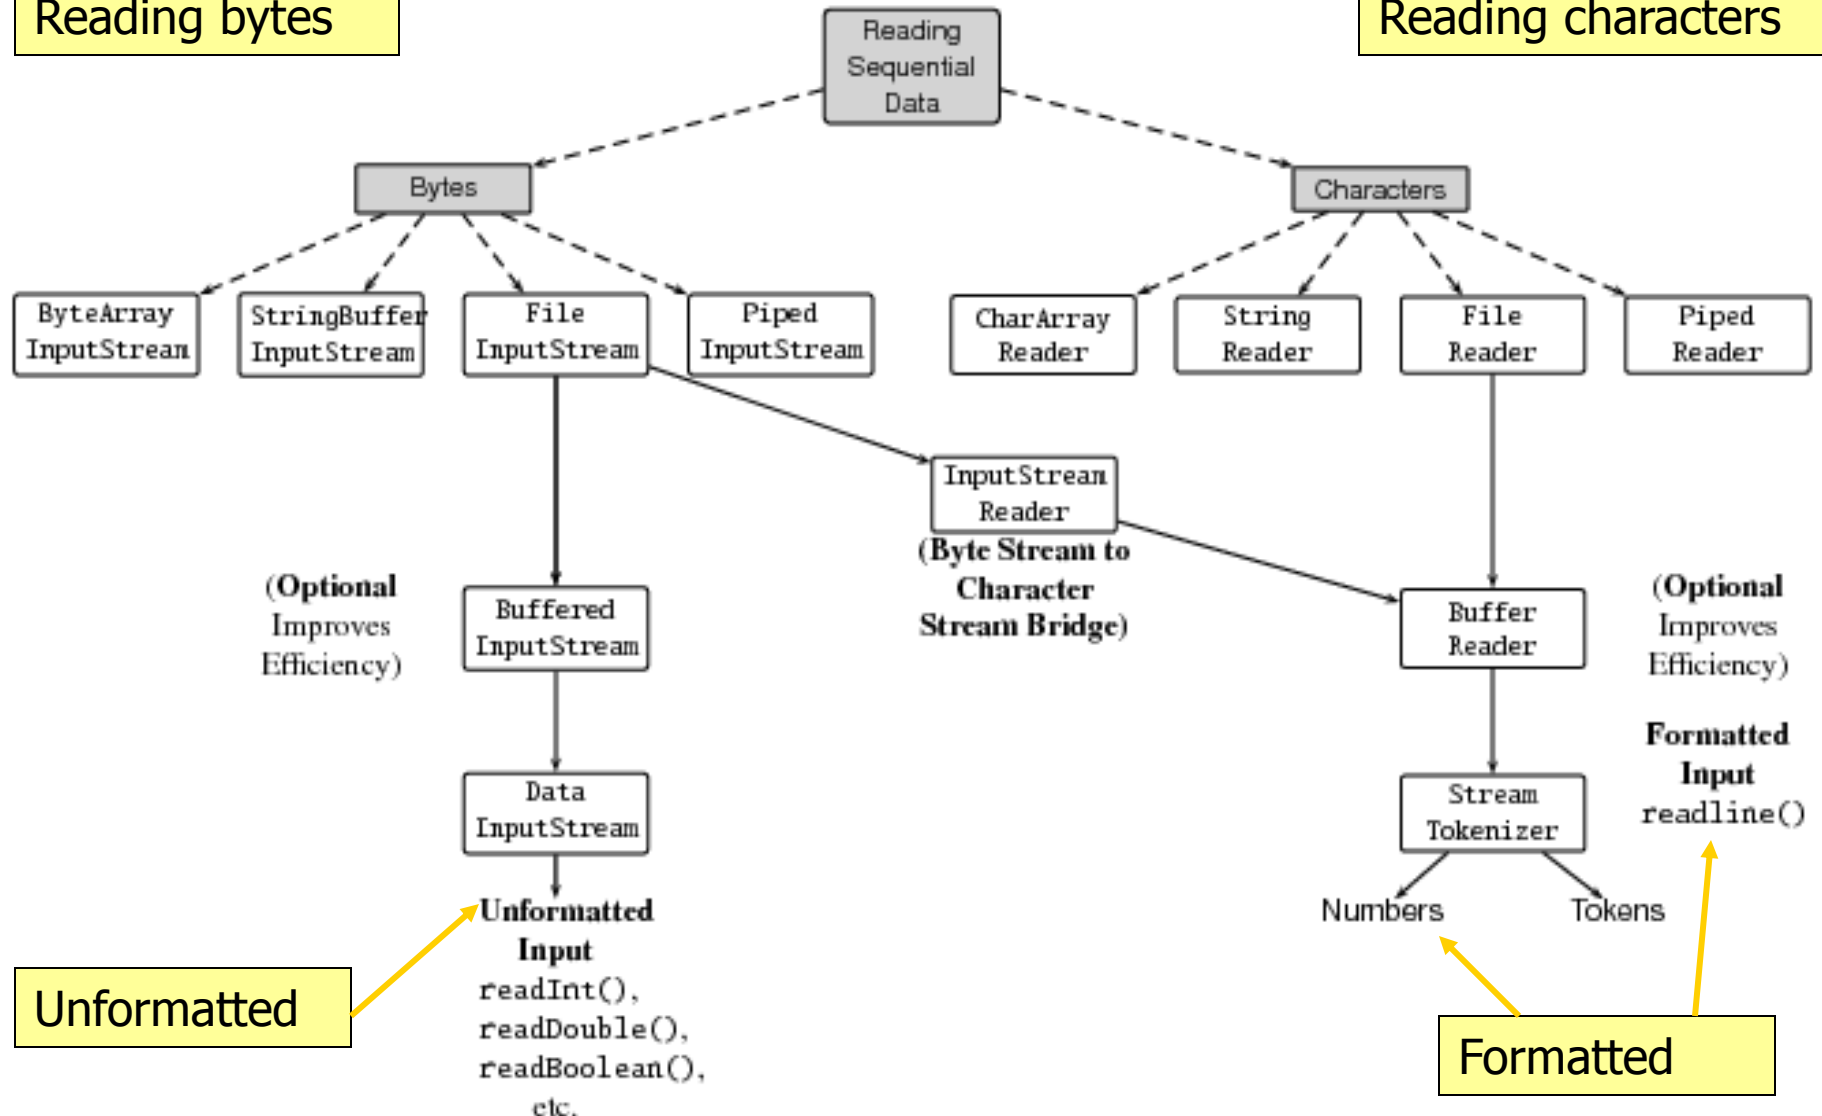 Reading bytes
Reading characters
Reading
Sequential
Data
Bytes
Characters
ByteArray
InputStream
StringBuffer
InputStream
File
InputStream
Piped
InputStream
CharArray
Reader
String
Reader
File
Reader
Piped
Reader
InputStream
Reader
(Byte Stream to
Character
Stream Bridge)
(Optional
Improves
Efficiency)
Buffered
InputStream
Buffer
Reader
(Optional
Improves
Efficiency)
Formatted
Input
readline()
Data
InputStream
Stream
Tokenizer
Numbers
Tokens
Unformatted
Input
readInt(),
readDouble(),
readBoolean(),
etc.
Unformatted
Formatted